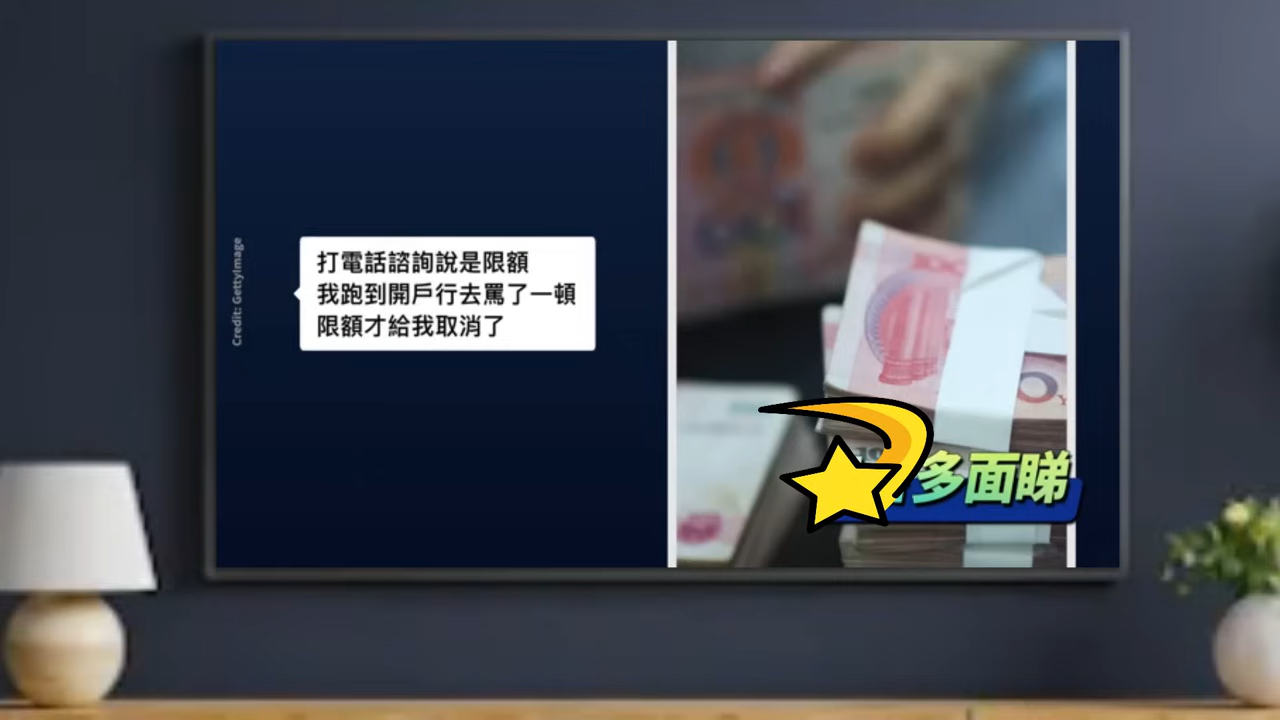 Credit: GettyImage
打電話諮詢說是限額
我跑到開戶行去罵了一頓
限額才給我取消了
多面睇